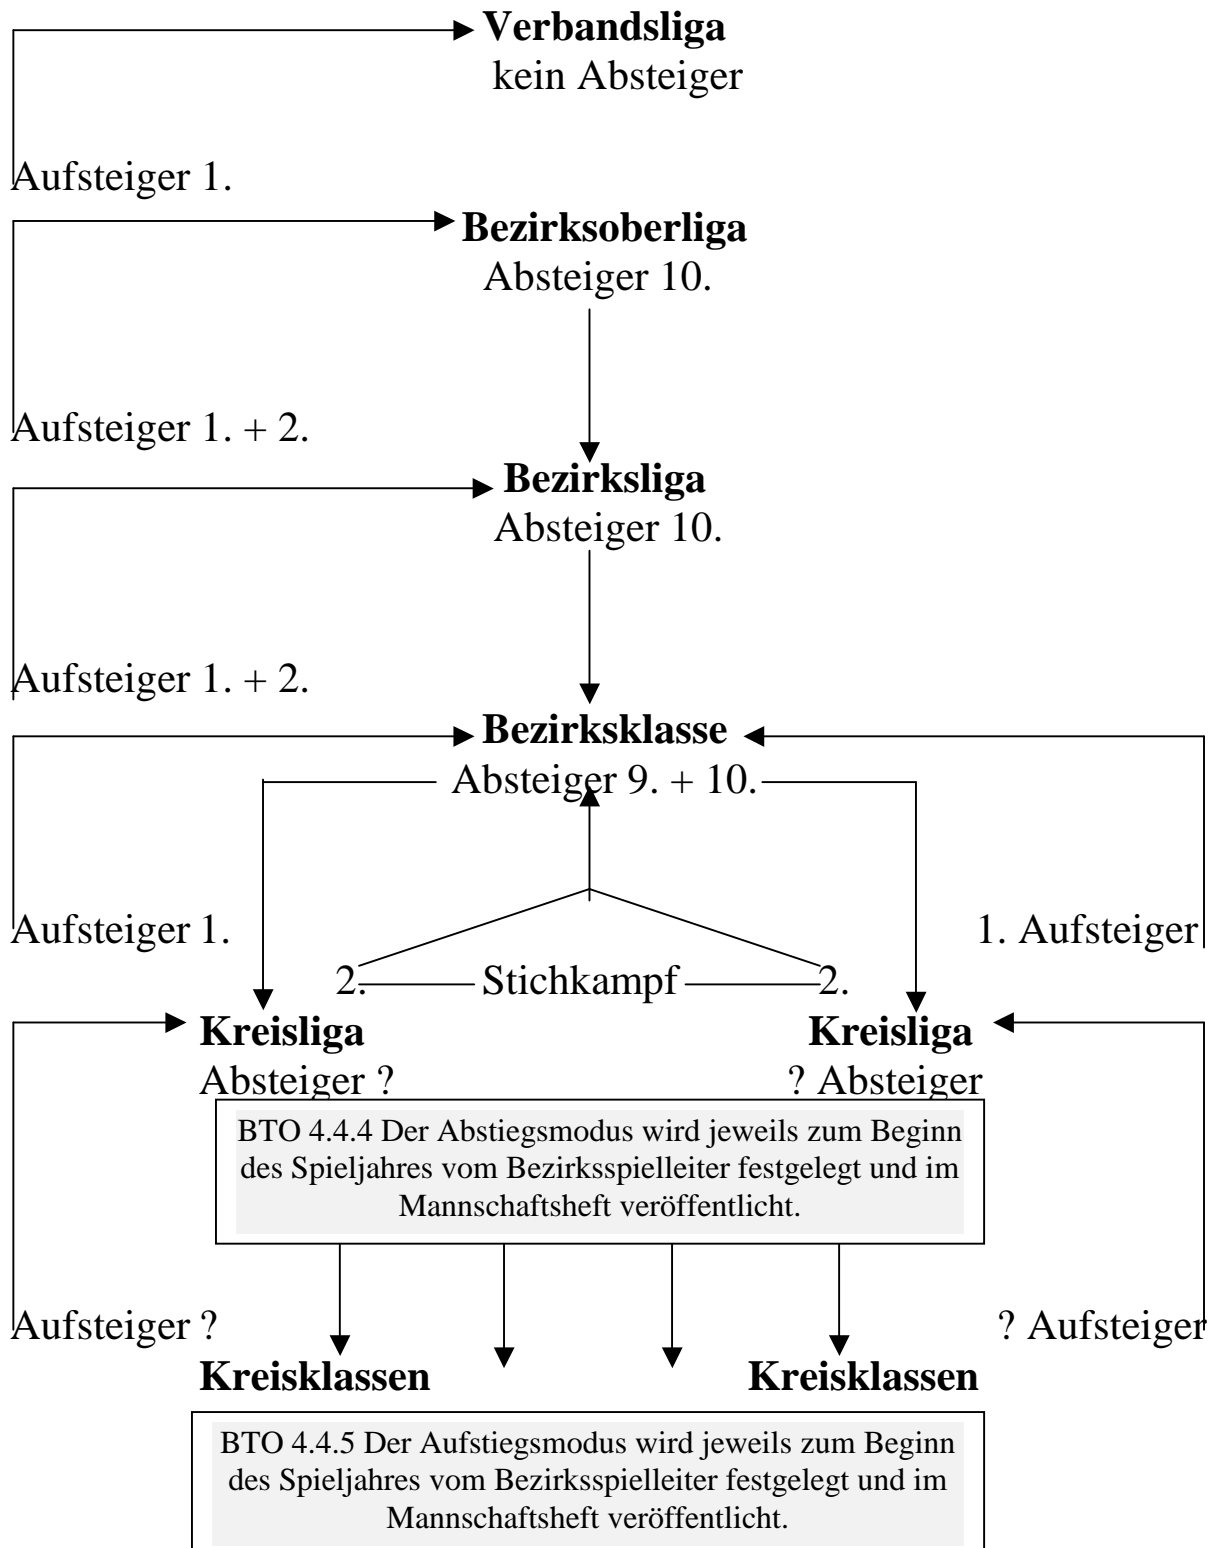 Verbandsliga
kein Absteiger
Aufsteiger 1.
Bezirksoberliga
Absteiger 10.
Aufsteiger 1. + 2.
Bezirksliga
Absteiger 10.
Aufsteiger 1. + 2.
Bezirksklasse
Absteiger 9. + 10.
Aufsteiger 1.
1. Aufsteiger
2. Stichkampf 2.
Kreisliga
Kreisliga
Absteiger ?
? Absteiger
BTO 4.4.4 Der Abstiegsmodus wird jeweils zum Beginn
des Spieljahres vom Bezirksspielleiter festgelegt und im
Mannschaftsheft veröffentlicht.
Aufsteiger ?
? Aufsteiger
Kreisklassen
Kreisklassen
BTO 4.4.5 Der Aufstiegsmodus wird jeweils zum Beginn
des Spieljahres vom Bezirksspielleiter festgelegt und im
Mannschaftsheft veröffentlicht.